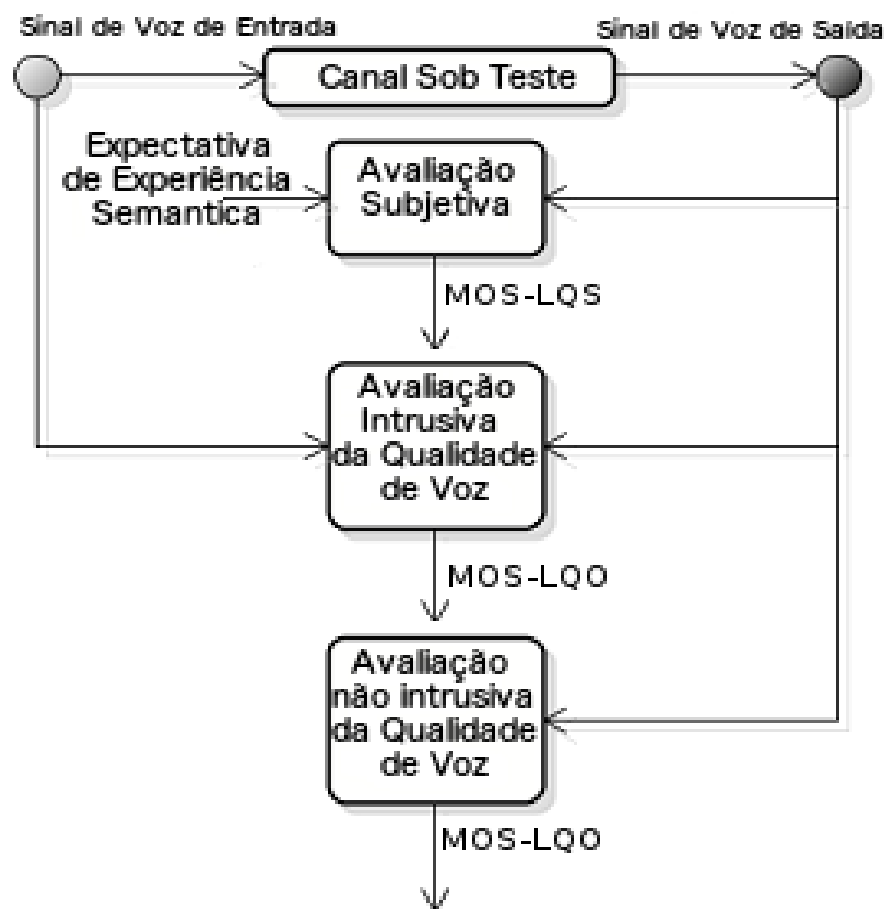 Sinal de Voz de Entrada
Sinal de Voz de Saida
Canal Sob Teste
Expectativa
de Experiência
Semantica
Avaliação
Subjetiva
MOS-LQS
Avaliação
Intrusiva
da Qualidade
de Voz
MOS-LQO
Avaliação
não intrusiva
da Qualidade
de Voz
MOS-LQO